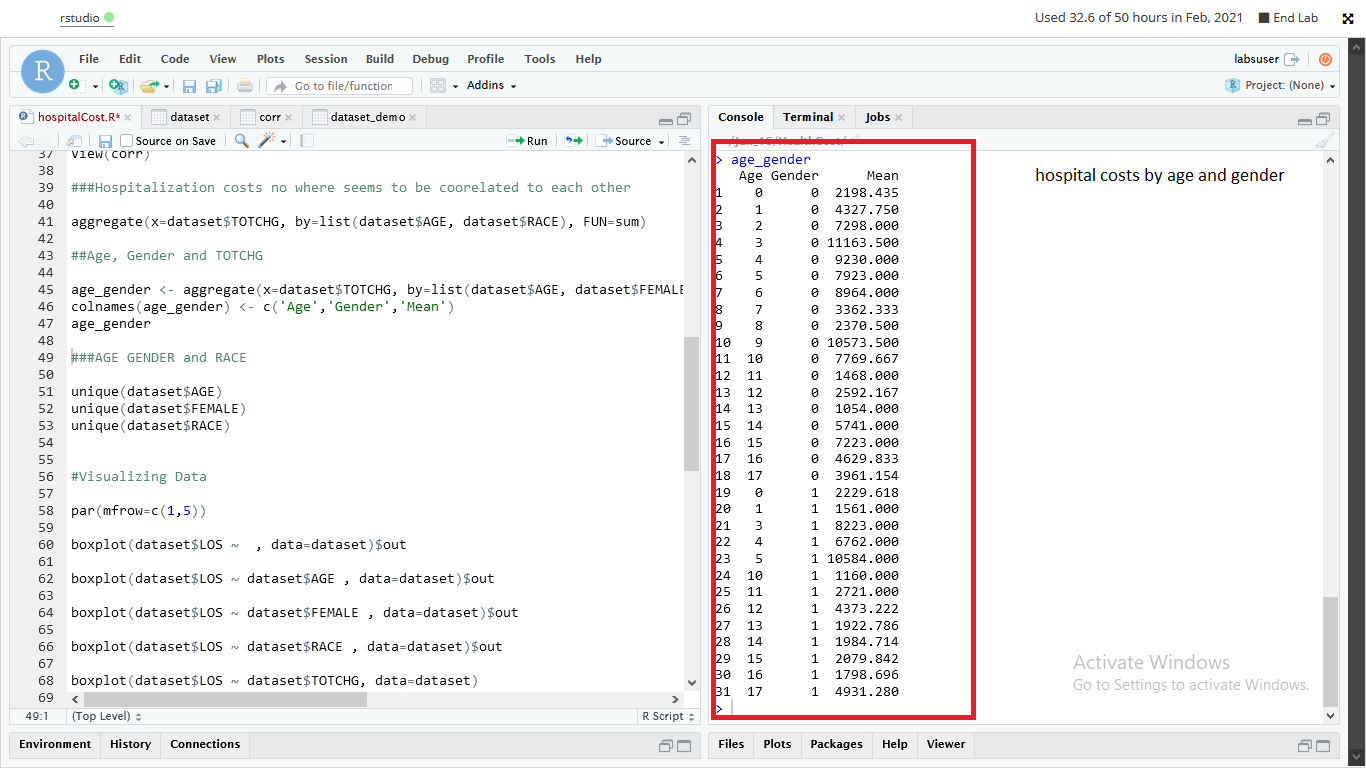 rstudio
Used 32.6 of 50 hours in Feb, 2021 End Lab
R File Edit Code View Plots Session Build Debug Profile Tools Help labsuser
Go to file/function Addins Project: (None)
hospitalCost.R* dataset corr dataset_demo
Source on Save Run Source
37 View(corr)
38
39 ###Hospitalization costs no where seems to be coorelated to each other
40
41 aggregate(x=dataset$TOTCHG, by=list(dataset$AGE, dataset$RACE), FUN=sum)
42
43 ##Age, Gender and TOTCHG
44
45 age_gender <- aggregate(x=dataset$TOTCHG, by=list(dataset$AGE, dataset$FEMALE
46 colnames(age_gender) <- c('Age','Gender','Mean')
47 age_gender
48
49 ###AGE GENDER and RACE
50
51 unique(dataset$AGE)
52 unique(dataset$FEMALE)
53 unique(dataset$RACE)
54
55
56 #Visualizing Data
57
58 par(mfrow=c(1,5))
59
60 boxplot(dataset$LOS ~  , data=dataset)$out
61
62 boxplot(dataset$LOS ~ dataset$AGE , data=dataset)$out
63
64 boxplot(dataset$LOS ~ dataset$FEMALE , data=dataset)$out
65
66 boxplot(dataset$LOS ~ dataset$RACE , data=dataset)$out
67
68 boxplot(dataset$LOS ~ dataset$TOTCHG, data=dataset)
69
49:1 (Top Level) R Script
Environment History Connections
Console Terminal Jobs
> age_gender
Age Gender Mean
1 0 0 2198.435
2 1 0 4327.750
3 2 0 7298.000
4 3 0 11163.500
5 4 0 9230.000
6 5 0 7923.000
7 6 0 8964.000
8 7 0 3362.333
9 8 0 2370.500
10 9 0 10573.500
11 10 0 7769.667
12 11 0 1468.000
13 12 0 2592.167
14 13 0 1054.000
15 14 0 5741.000
16 15 0 7223.000
17 16 0 4629.833
18 17 0 3961.154
19 0 1 2229.618
20 1 1 1561.000
21 3 1 8223.000
22 4 1 6762.000
23 5 1 10584.000
24 10 1 1160.000
25 11 1 2721.000
26 12 1 4373.222
27 13 1 1922.786
28 14 1 1984.714
29 15 1 2079.842
30 16 1 1798.696
31 17 1 4931.280
>
hospital costs by age and gender
Activate Windows
Go to Settings to activate Windows.
Files Plots Packages Help Viewer